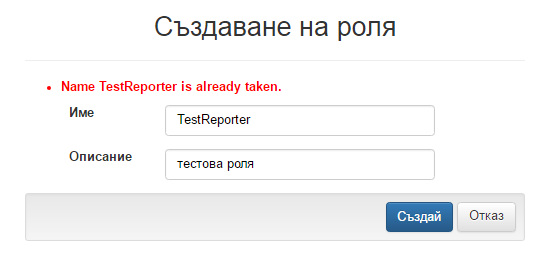 Създаване на роля
Name TestReporter is already taken.
Име
TestReporter
Описание
тестова роля
Създай Отказ